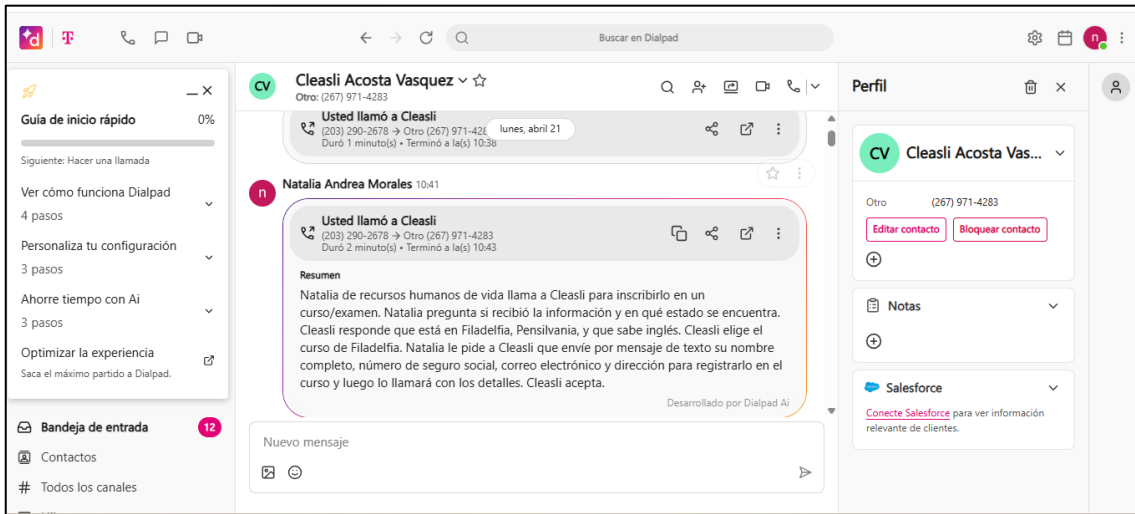 Buscar en Dialpad
n
Guía de inicio rápido 0%
Siguiente: Hacer una llamada
Ver cómo funciona Dialpad
4 pasos
Personaliza tu configuración
3 pasos
Ahorre tiempo con Ai
3 pasos
Optimizar la experiencia
Saca el máximo partido a Dialpad.
Bandeja de entrada 12
Contactos
# Todos los canales
CV Cleasli Acosta Vasquez
Otro: (267) 971-4283
Usted llamó a Cleasli
(203) 290-2678 → Otro (267) 971-428
lunes, abril 21
Duró 1 minuto(s) • Terminó a la(s) 10:38
n Natalia Andrea Morales 10:41
Usted llamó a Cleasli
(203) 290-2678 → Otro (267) 971-4283
Duró 2 minuto(s) • Terminó a la(s) 10:43
Resumen
Natalia de recursos humanos de vida llama a Cleasli para inscribirlo en un
curso/examen. Natalia pregunta si recibió la información y en qué estado se encuentra.
Cleasli responde que está en Filadelfia, Pensilvania, y que sabe inglés. Cleasli elige el
curso de Filadelfia. Natalia le pide a Cleasli que envíe por mensaje de texto su nombre
completo, número de seguro social, correo electrónico y dirección para registrarlo en el
curso y luego lo llamará con los detalles. Cleasli acepta.
Desarrollado por Dialpad Ai
Nuevo mensaje
Perfil
CV Cleasli Acosta Vas...
Otro (267) 971-4283
Editar contacto Bloquear contacto
Notas
Salesforce
Conecte Salesforce para ver información
relevante de clientes.